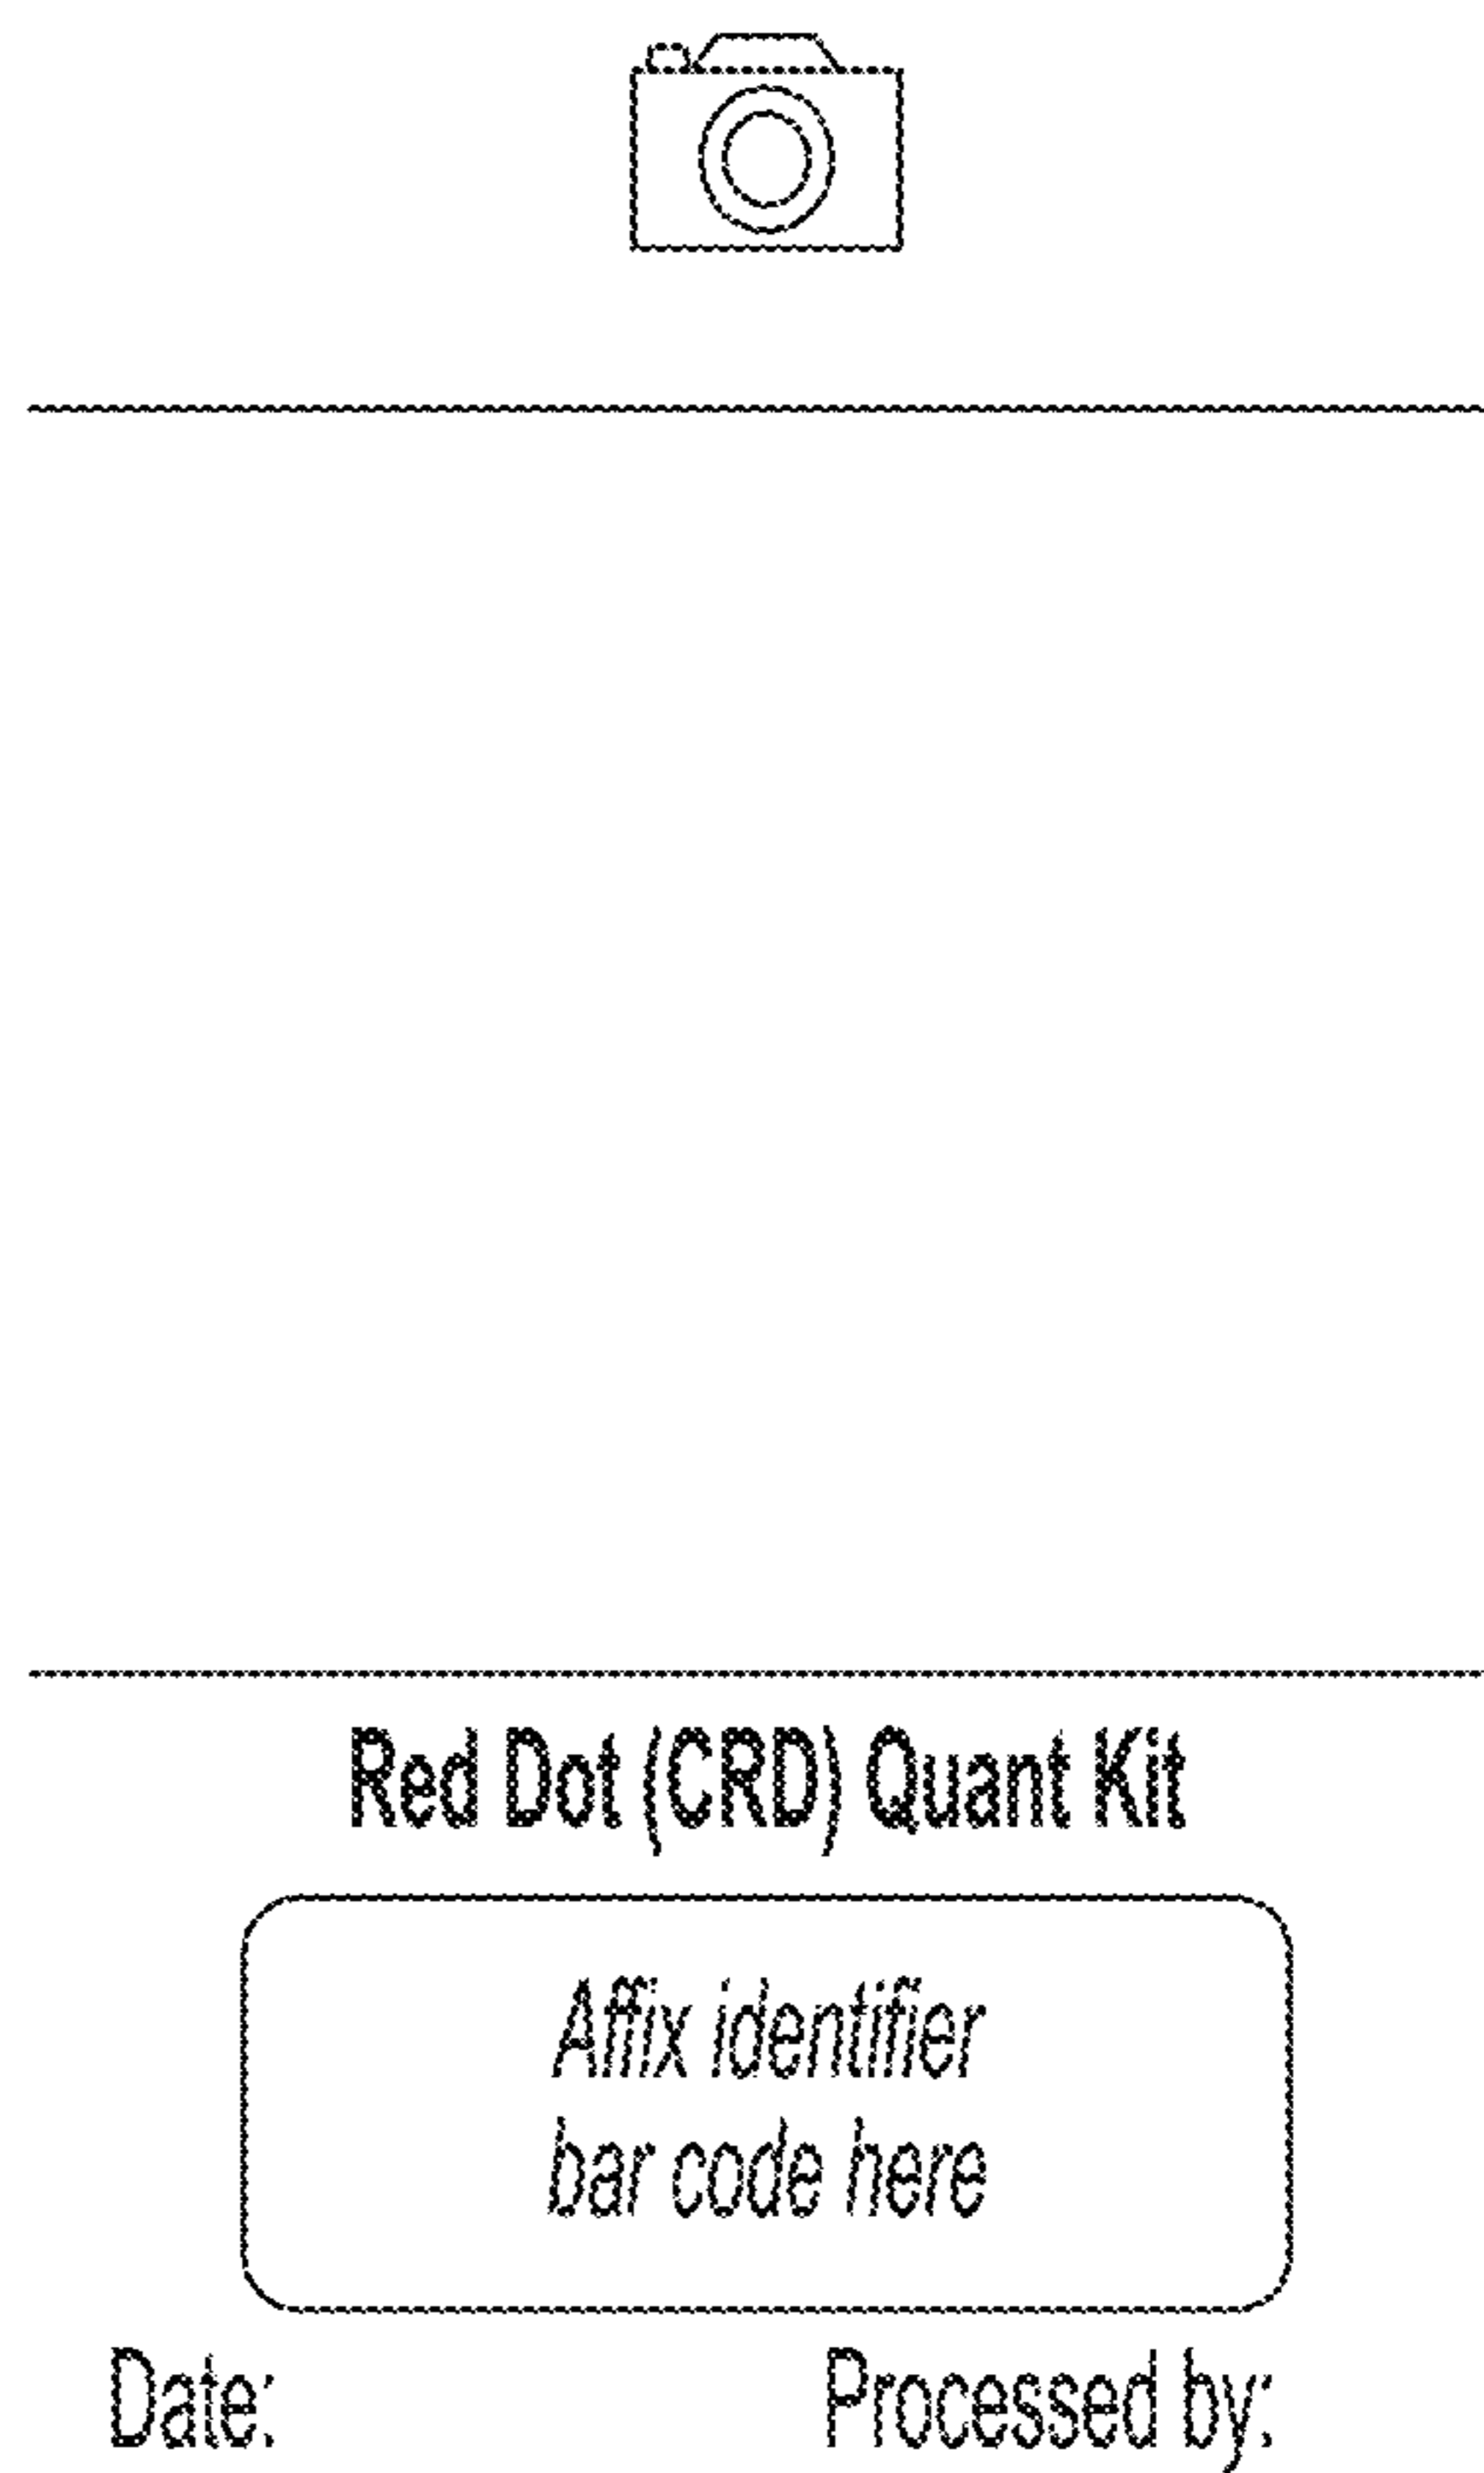 Red Dot (CRD) Quant Kit
Affix identifier
bar code here
Date: Processed by: